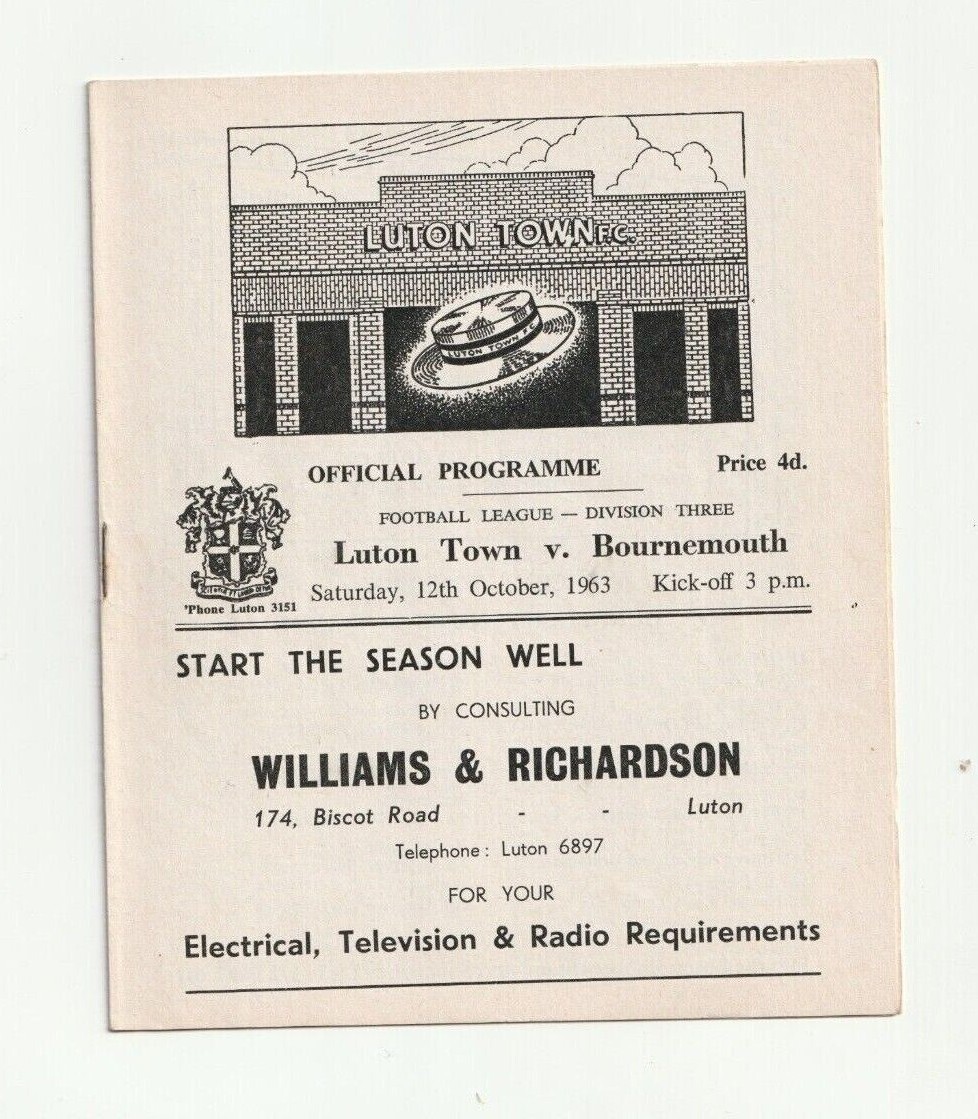 LUTON TOWN F.C.
LUTON TOWN F.C.
OFFICIAL PROGRAMME
Price 4d.
FOOTBALL LEAGUE — DIVISION THREE
Luton Town v. Bournemouth
Saturday, 12th October, 1963 Kick-off 3 p.m.
'Phone Luton 3151
START THE SEASON WELL
BY CONSULTING
WILLIAMS & RICHARDSON
174, Biscot Road - - Luton
Telephone: Luton 6897
FOR YOUR
Electrical, Television & Radio Requirements